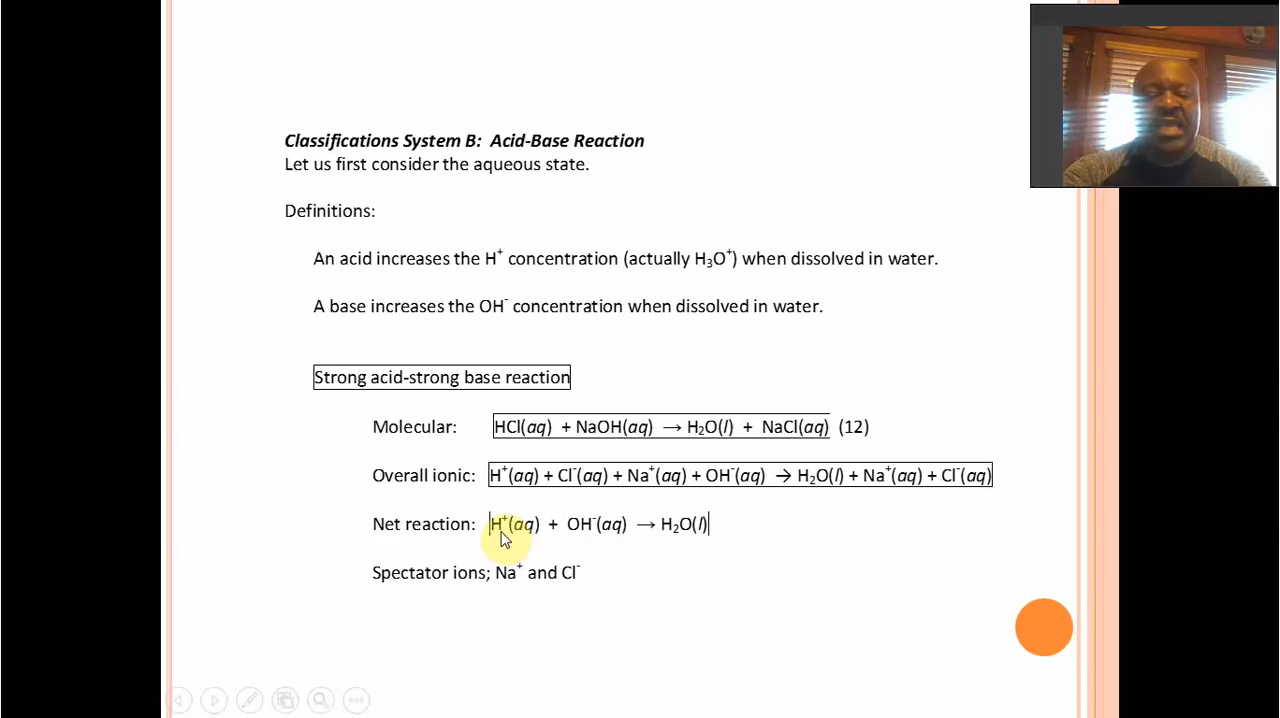 Classifications System B:  Acid-Base Reaction
Let us first consider the aqueous state.
Definitions:
An acid increases the H⁺ concentration (actually H₃O⁺) when dissolved in water.
A base increases the OH⁻ concentration when dissolved in water.
Strong acid-strong base reaction
Molecular: HCl(aq) + NaOH(aq) → H₂O(l) + NaCl(aq) (12)
Overall ionic: H⁺(aq) + Cl⁻(aq) + Na⁺(aq) + OH⁻(aq) → H₂O(l) + Na⁺(aq) + Cl⁻(aq)
Net reaction: H⁺(aq) + OH⁻(aq) → H₂O(l)
Spectator ions; Na⁺ and Cl⁻